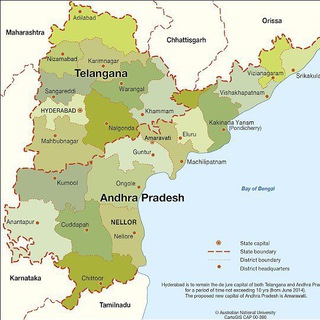 Maharashtra
Adilabad
Orissa
Chhattisgarh
Nizamabad
Karimnagar
Telangana
Vizianagaram
Srikakula
Sangareddi
Warangal
Vishakhapatnam
HYDERABAD
Khammam
Kakinada Yanam
(Pondicherry)
Nalgonda
Amaravati
Eluru
Mahbubnagar
Guntur
Machilipatnam
Kurnool
Ongole
Bay of Bengal
Andhra Pradesh
Anantapur
Cuddapah
NELLOR
Nellore
State capital
State boundary
District boundary
District headquarters
Karnataka
Chittoor
Hyderabad is to remain the de jure capital of both Telangana and Andhra Pra
for a period of time not exceeding 10 yrs (from June 2014).
The proposed new capital of Andhra Pradesh is Amaravati.
Tamilnadu
© Australian National University
CartoGIS CAP 00-280